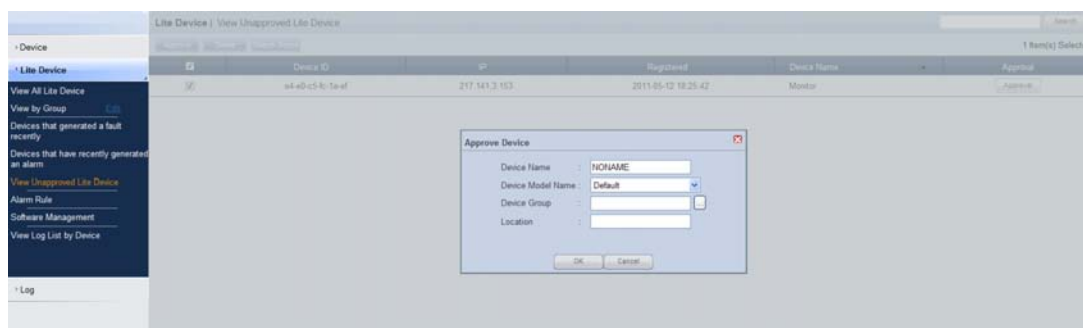 Lite Device | View Unapproved Lite Device
Search
Device
1 Item(s) Select
Lite Device
Device ID IP Registered Device Name Approval
View All Lite Device
e4-e0-c5-fc-1e-ef 217.141.3.153 2011-05-12 18:25:42 Monitor Approval
View by Group Edit
Devices that generated a fault
recently
Devices that have recently generated
an alarm
View Unapproved Lite Device
Alarm Rule
Software Management
View Log List by Device
Log
Approve Device
Device Name : NONAME
Device Model Name : Default
Device Group : ...
Location :
OK Cancel